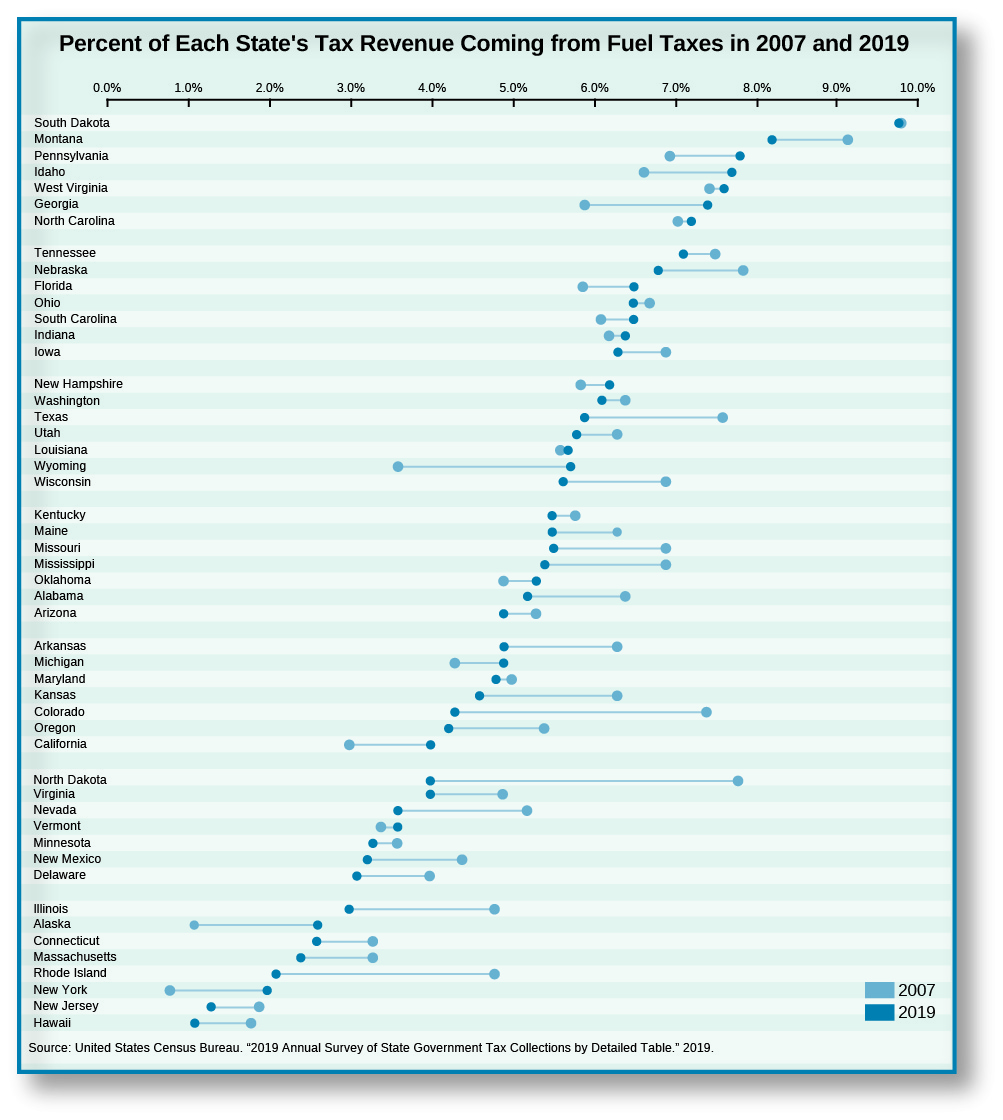 Percent of Each State's Tax Revenue Coming from Fuel Taxes in 2007 and 2019
0.0% 1.0% 2.0% 3.0% 4.0% 5.0% 6.0% 7.0% 8.0% 9.0% 10.0%
South Dakota
Montana
Pennsylvania
Idaho
West Virginia
Georgia
North Carolina
Tennessee
Nebraska
Florida
Ohio
South Carolina
Indiana
Iowa
New Hampshire
Washington
Texas
Utah
Louisiana
Wyoming
Wisconsin
Kentucky
Maine
Missouri
Mississippi
Oklahoma
Alabama
Arizona
Arkansas
Michigan
Maryland
Kansas
Colorado
Oregon
California
North Dakota
Virginia
Nevada
Vermont
Minnesota
New Mexico
Delaware
Illinois
Alaska
Connecticut
Massachusetts
Rhode Island
New York
New Jersey
Hawaii
2007
2019
Source: United States Census Bureau. “2019 Annual Survey of State Government Tax Collections by Detailed Table.” 2019.